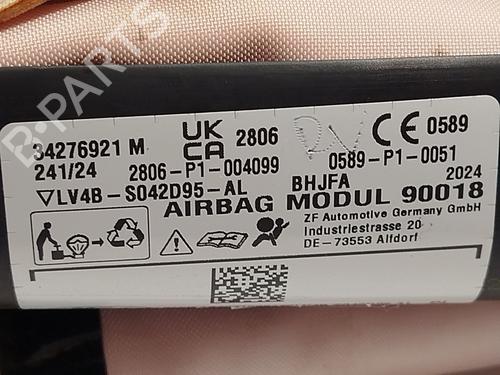 34276921 M
UK
CA
2806
CE 0589
241/24
2806-P1-004099
0589-P1-0051
▽LV4B-S042D95-AL
BHJFA
2024
AIRBAG MODUL 90018
ZF Automotive Germany GmbH
Industriestrasse 20
DE-73553 Alfdorf
B-PARTS